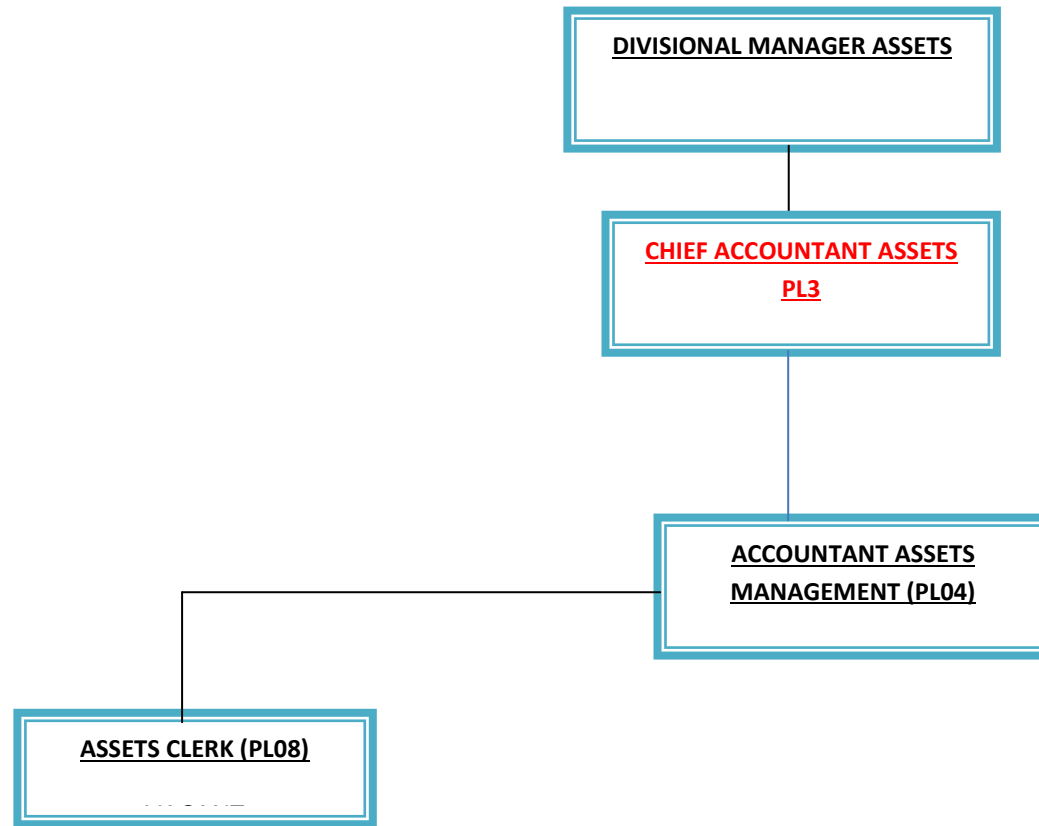 DIVISIONAL MANAGER ASSETS
CHIEF ACCOUNTANT ASSETS
PL3
ACCOUNTANT ASSETS
MANAGEMENT (PL04)
ASSETS CLERK (PL08)